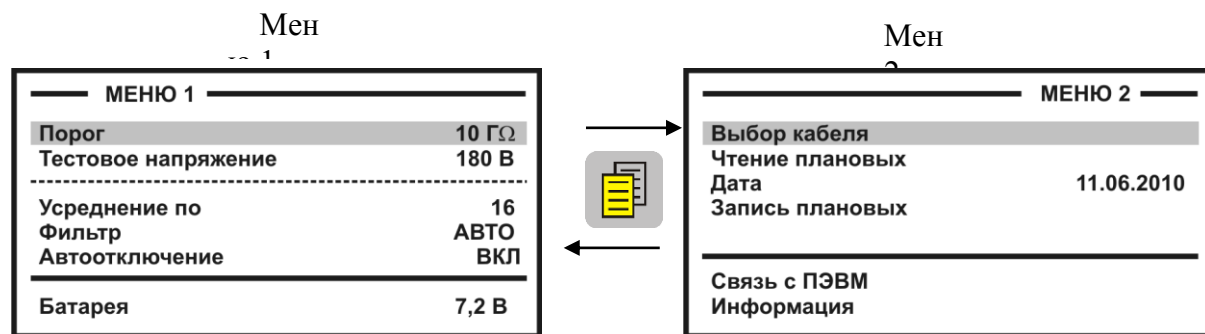 Мен
МЕНЮ 1
Порог 10 ГΩ
Тестовое напряжение 180 В
Усреднение по 16
Фильтр АВТО
Автоотключение ВКЛ
Батарея 7,2 В
Мен
МЕНЮ 2
Выбор кабеля
Чтение плановых
Дата 11.06.2010
Запись плановых
Связь с ПЭВМ
Информация